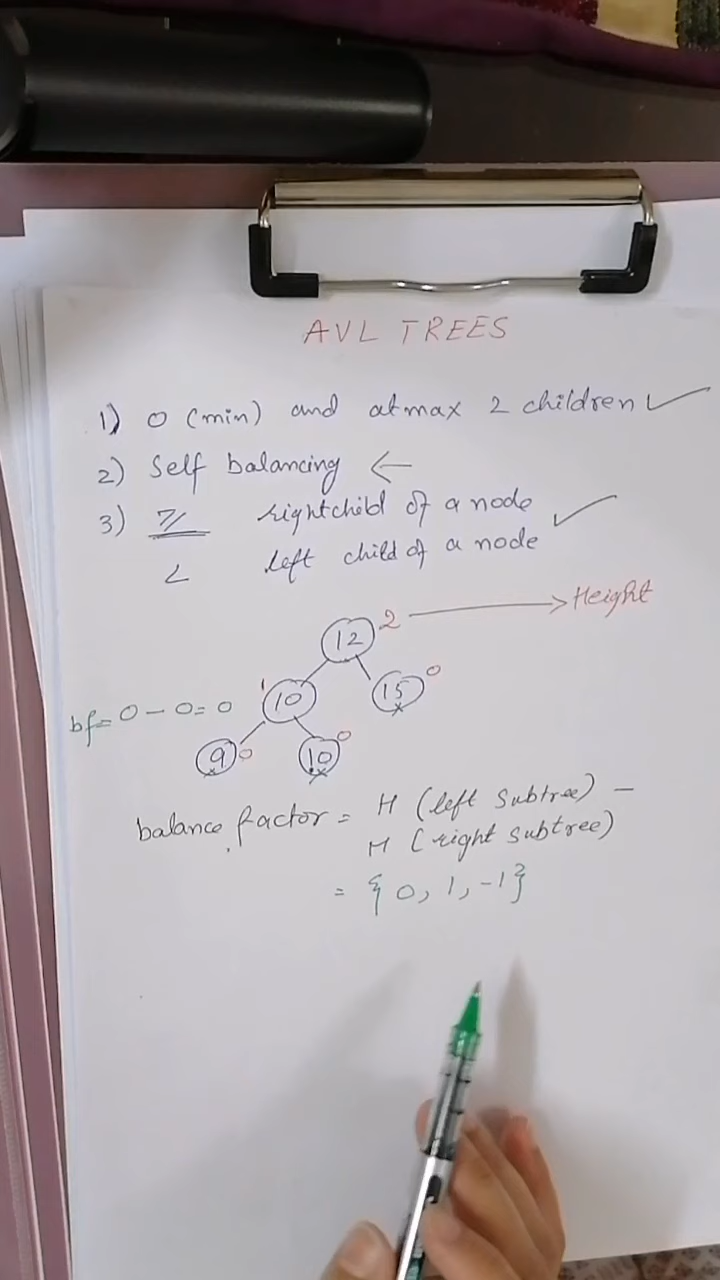 AVL TREES
1) 0 (min) and atmax 2 children ✓
2) Self balancing ←
3) ≥ rightchild of a node ✓
< left child of a node
12 2 → Height
1 10 15 0
bf = 0 - 0 = 0
9 0 10 0
balance factor = H (left subtree) -
H (right subtree)
= {0, 1, -1}